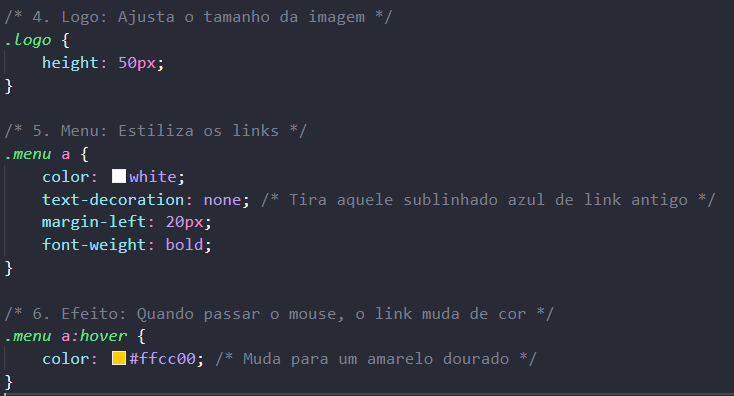 /* 4. Logo: Ajusta o tamanho da imagem */
.logo {
    height: 50px;
}

/* 5. Menu: Estiliza os links */
.menu a {
    color: white;
    text-decoration: none; /* Tira aquele sublinhado azul de link antigo */
    margin-left: 20px;
    font-weight: bold;
}

/* 6. Efeito: Quando passar o mouse, o link muda de cor */
.menu a:hover {
    color: #ffcc00; /* Muda para um amarelo dourado */
}